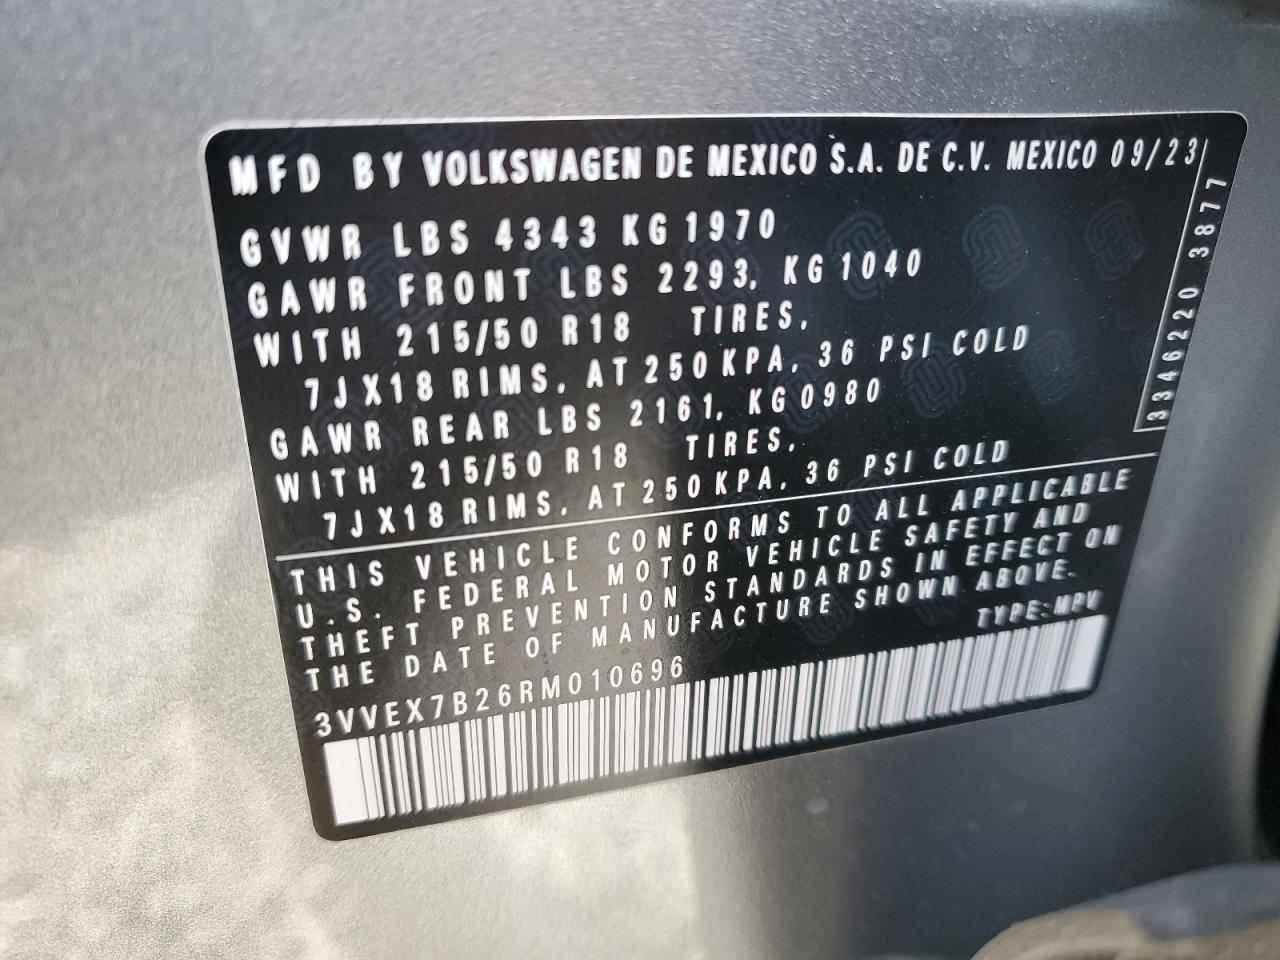 MFD BY VOLKSWAGEN DE MEXICO S.A. DE C.V. MEXICO 09/23
GVWR LBS 4343 KG 1970
GAWR FRONT LBS 2293, KG 1040
WITH 215/50 R18 TIRES,
7J X18 RIMS, AT 250 KPA, 36 PSI COLD
GAWR REAR LBS 2161, KG 0980
WITH 215/50 R18 TIRES,
7J X18 RIMS, AT 250 KPA, 36 PSI COLD
3346220 3877
THIS VEHICLE CONFORMS TO ALL APPLICABLE
U.S. FEDERAL MOTOR VEHICLE SAFETY AND
THEFT PREVENTION STANDARDS IN EFFECT ON
THE DATE OF MANUFACTURE SHOWN ABOVE.
TYPE:MPV
3VVEX7B26RM010696